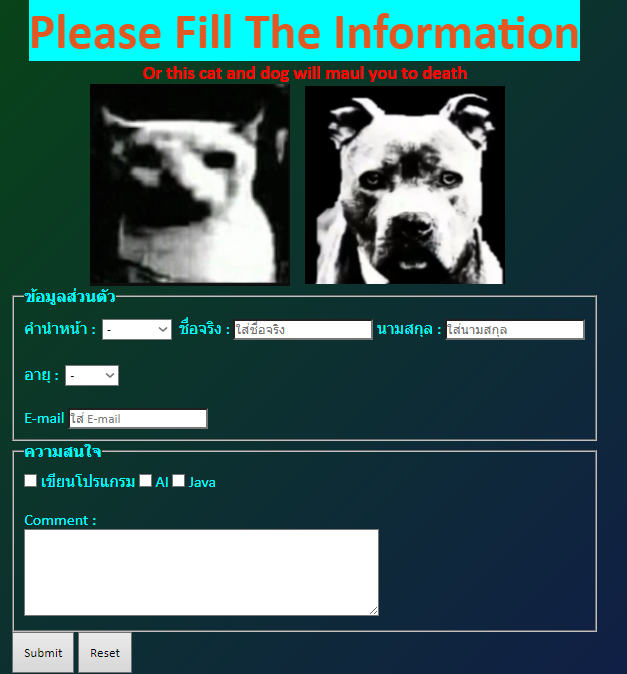 Please Fill The Information
Or this cat and dog will maul you to death
ข้อมูลส่วนตัว
คำนำหน้า : - ชื่อจริง : ใส่ชื่อจริง นามสกุล : ใส่นามสกุล
อายุ : -
E-mail ใส่ E-mail
ความสนใจ
เขียนโปรแกรม AI Java
Comment :
Submit Reset